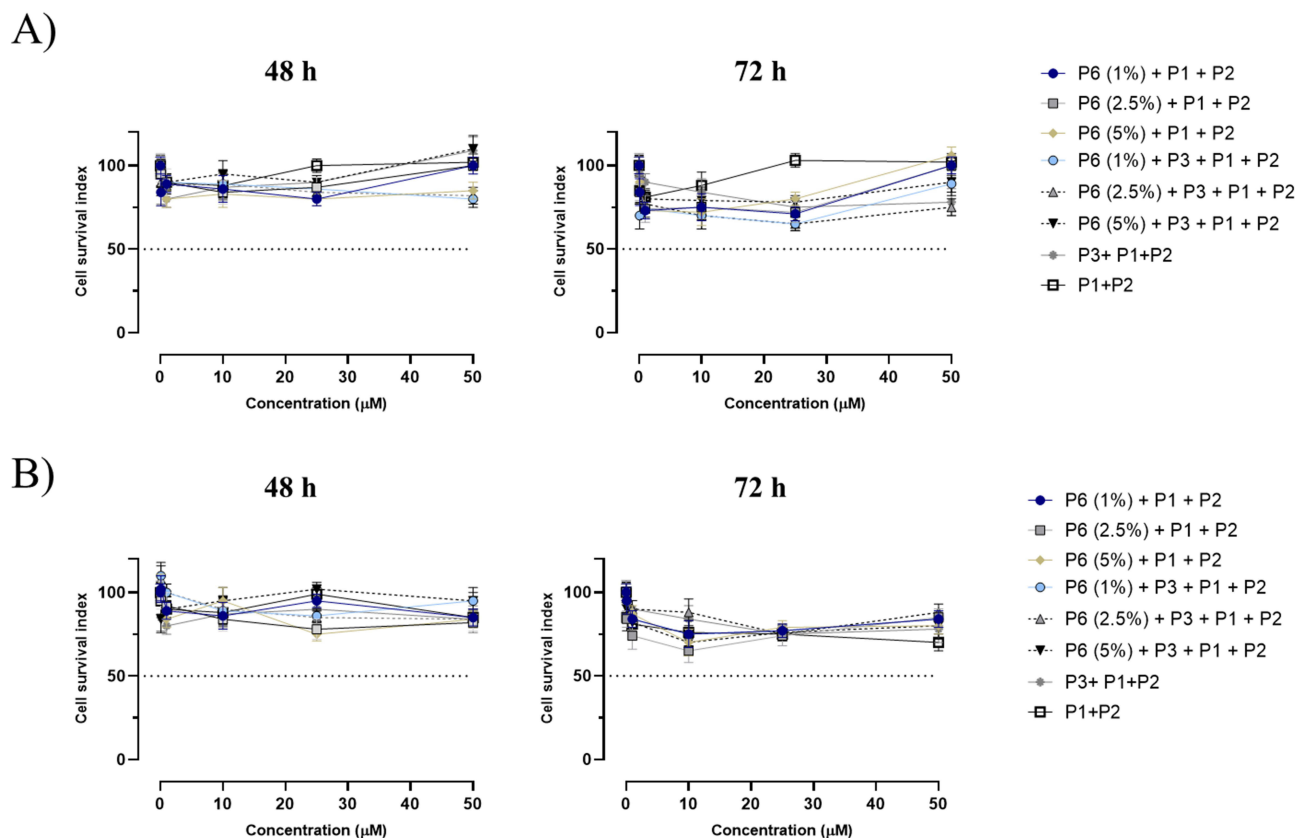 A)
48 h
72 h
Cell survival index
100
50
0
0 10 20 30 40 50
Concentration (μM)
Cell survival index
100
50
0
0 10 20 30 40 50
Concentration (μM)
P6 (1%) + P1 + P2
P6 (2.5%) + P1 + P2
P6 (5%) + P1 + P2
P6 (1%) + P3 + P1 + P2
P6 (2.5%) + P3 + P1 + P2
P6 (5%) + P3 + P1 + P2
P3+ P1+P2
P1+P2
B)
48 h
72 h
Cell survival index
100
50
0
0 10 20 30 40 50
Concentration (μM)
Cell survival index
100
50
0
0 10 20 30 40 50
Concentration (μM)
P6 (1%) + P1 + P2
P6 (2.5%) + P1 + P2
P6 (5%) + P1 + P2
P6 (1%) + P3 + P1 + P2
P6 (2.5%) + P3 + P1 + P2
P6 (5%) + P3 + P1 + P2
P3+ P1+P2
P1+P2